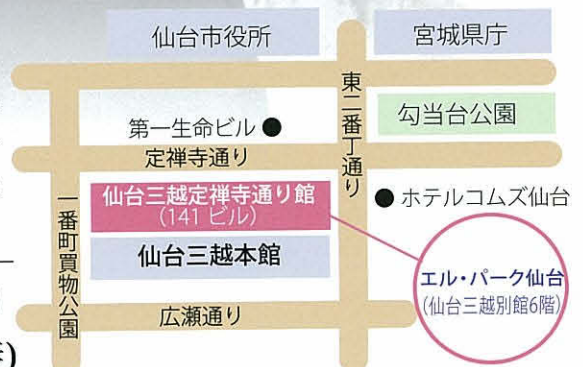 仙台市役所
宮城県庁
東二番丁通り
勾当台公園
第一生命ビル ●
定禅寺通り
仙台三越定禅寺通り館
(141 ビル)
● ホテルコムズ仙台
一番町買物公園
仙台三越本館
エル・パーク仙台
(仙台三越別館6階)
広瀬通り